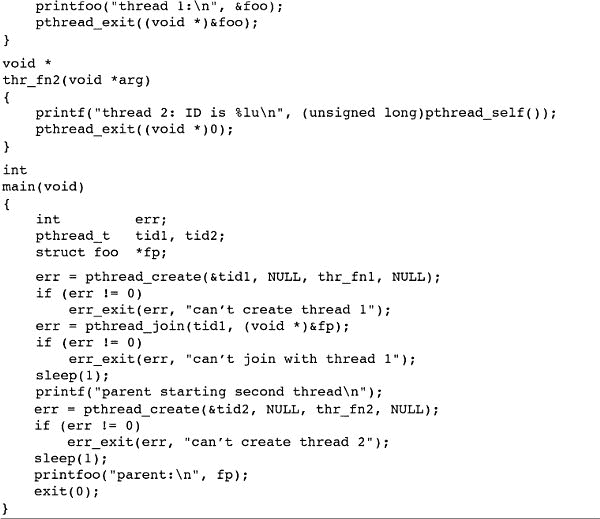 printfoo("thread 1:\n", &foo);
pthread_exit((void *)&foo);
}
void *
thr_fn2(void *arg)
{
printf("thread 2: ID is %lu\n", (unsigned long)pthread_self());
pthread_exit((void *)0);
}
int
main(void)
{
int err;
pthread_t tid1, tid2;
struct foo *fp;
err = pthread_create(&tid1, NULL, thr_fn1, NULL);
if (err != 0)
err_exit(err, "can’t create thread 1");
err = pthread_join(tid1, (void *)&fp);
if (err != 0)
err_exit(err, "can’t join with thread 1");
sleep(1);
printf("parent starting second thread\n");
err = pthread_create(&tid2, NULL, thr_fn2, NULL);
if (err != 0)
err_exit(err, "can’t create thread 2");
sleep(1);
printfoo("parent:\n", fp);
exit(0);
}